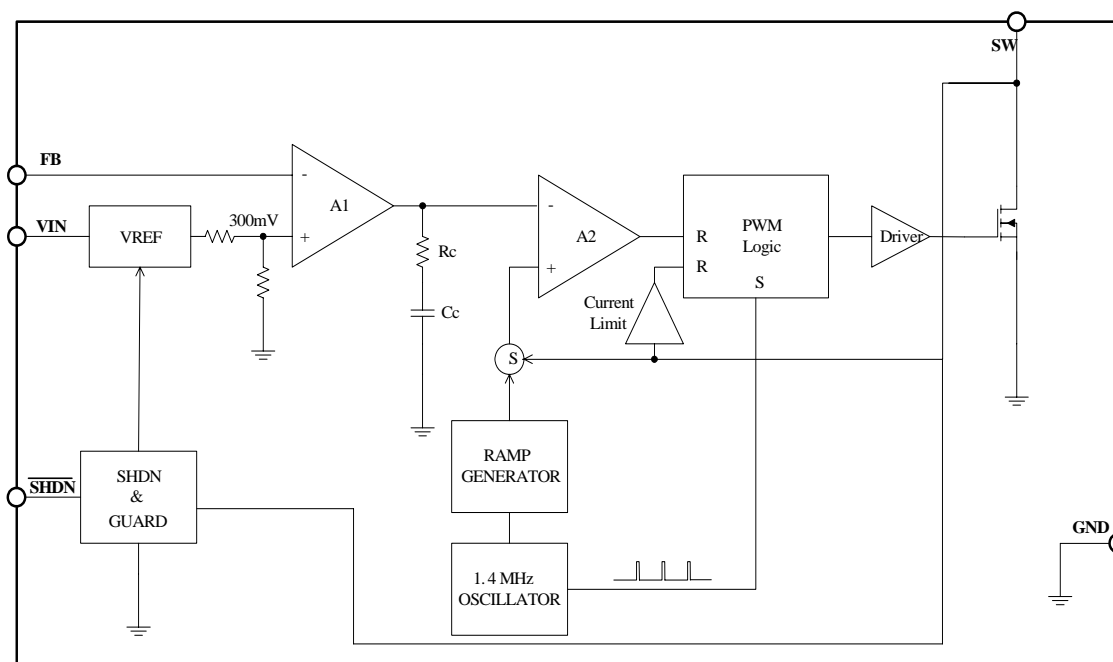 SW
FB
-
A1
+
VIN
VREF
300mV
Rc
Cc
-
A2
+
R
R
PWM
Logic
S
Driver
Current
Limit
S
RAMP
GENERATOR
SHDN
SHDN
&
GUARD
1. 4 MHz
OSCILLATOR
GND